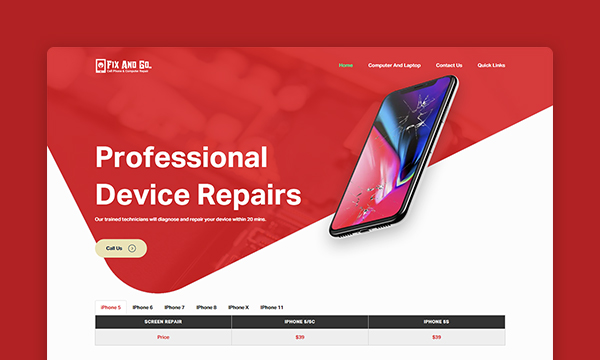 Fix And Go.
Cell Phone & Computer Repair
Home Computer And Laptop Contact Us Quick Links
Professional
Device Repairs
Our trained technicians will diagnose and repair your device within 20 mins.
Call Us
iPhone 5 iPhone 6 iPhone 7 iPhone 8 iPhone X iPhone 11
SCREEN REPAIR IPHONE 5/5C IPHONE 5S
Price $39 $39